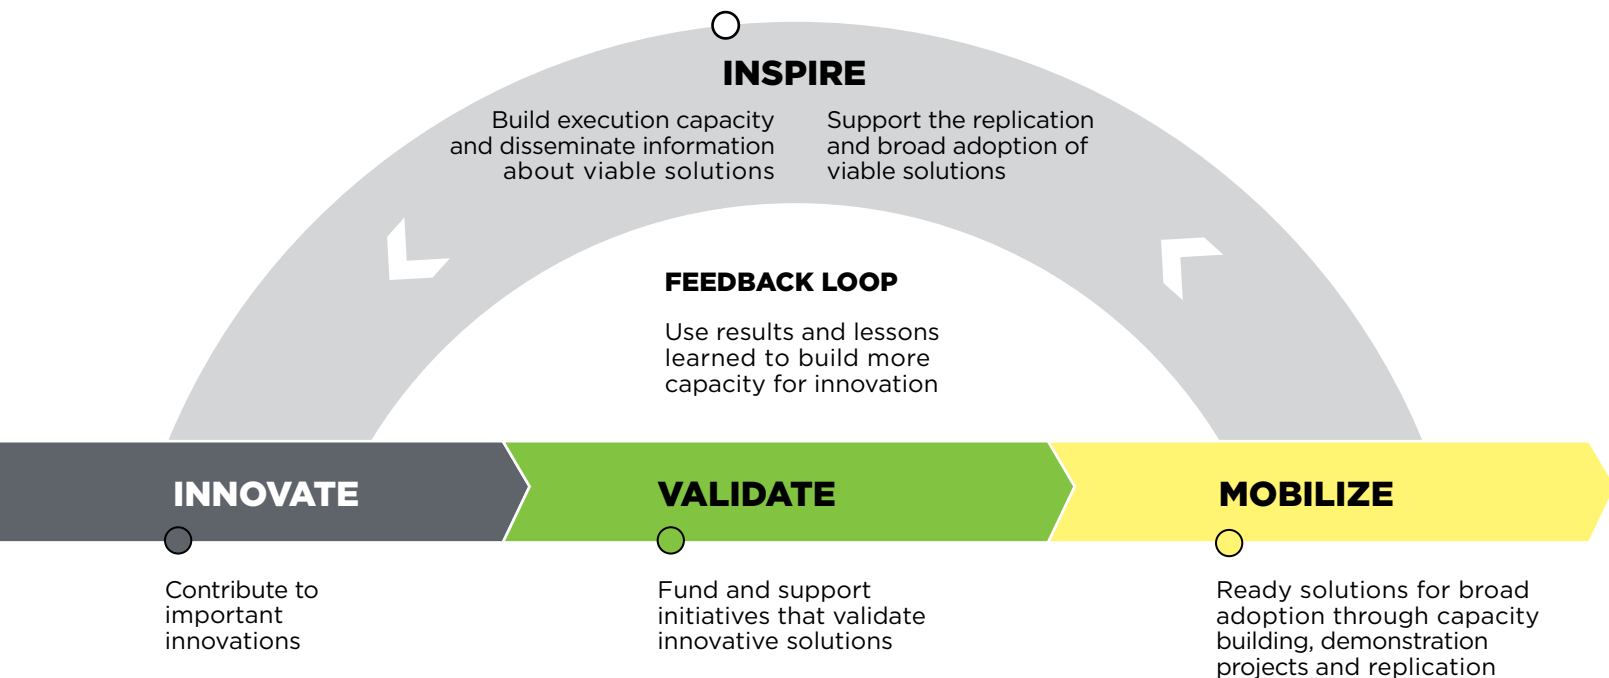 INSPIRE
Build execution capacity
and disseminate information
about viable solutions
Support the replication
and broad adoption of
viable solutions
FEEDBACK LOOP
Use results and lessons
learned to build more
capacity for innovation
INNOVATE
Contribute to
important
innovations
VALIDATE
Fund and support
initiatives that validate
innovative solutions
MOBILIZE
Ready solutions for broad
adoption through capacity
building, demonstration
projects and replication